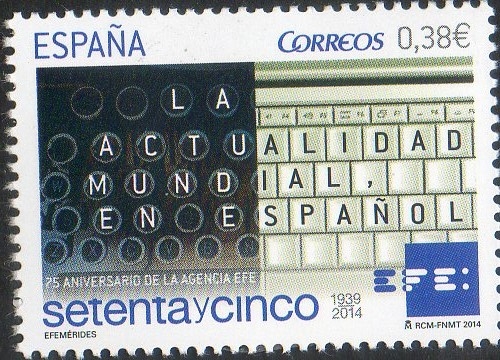 ESPAÑA
CORREOS 0,38€
LA
ACTUALIDAD
MUNDIAL,
EN ESPAÑOL
75 ANIVERSARIO DE LA AGENCIA EFE
EFE:
setentaycinco 1939
2014
EFEMÉRIDES
RCM-FNMT 2014